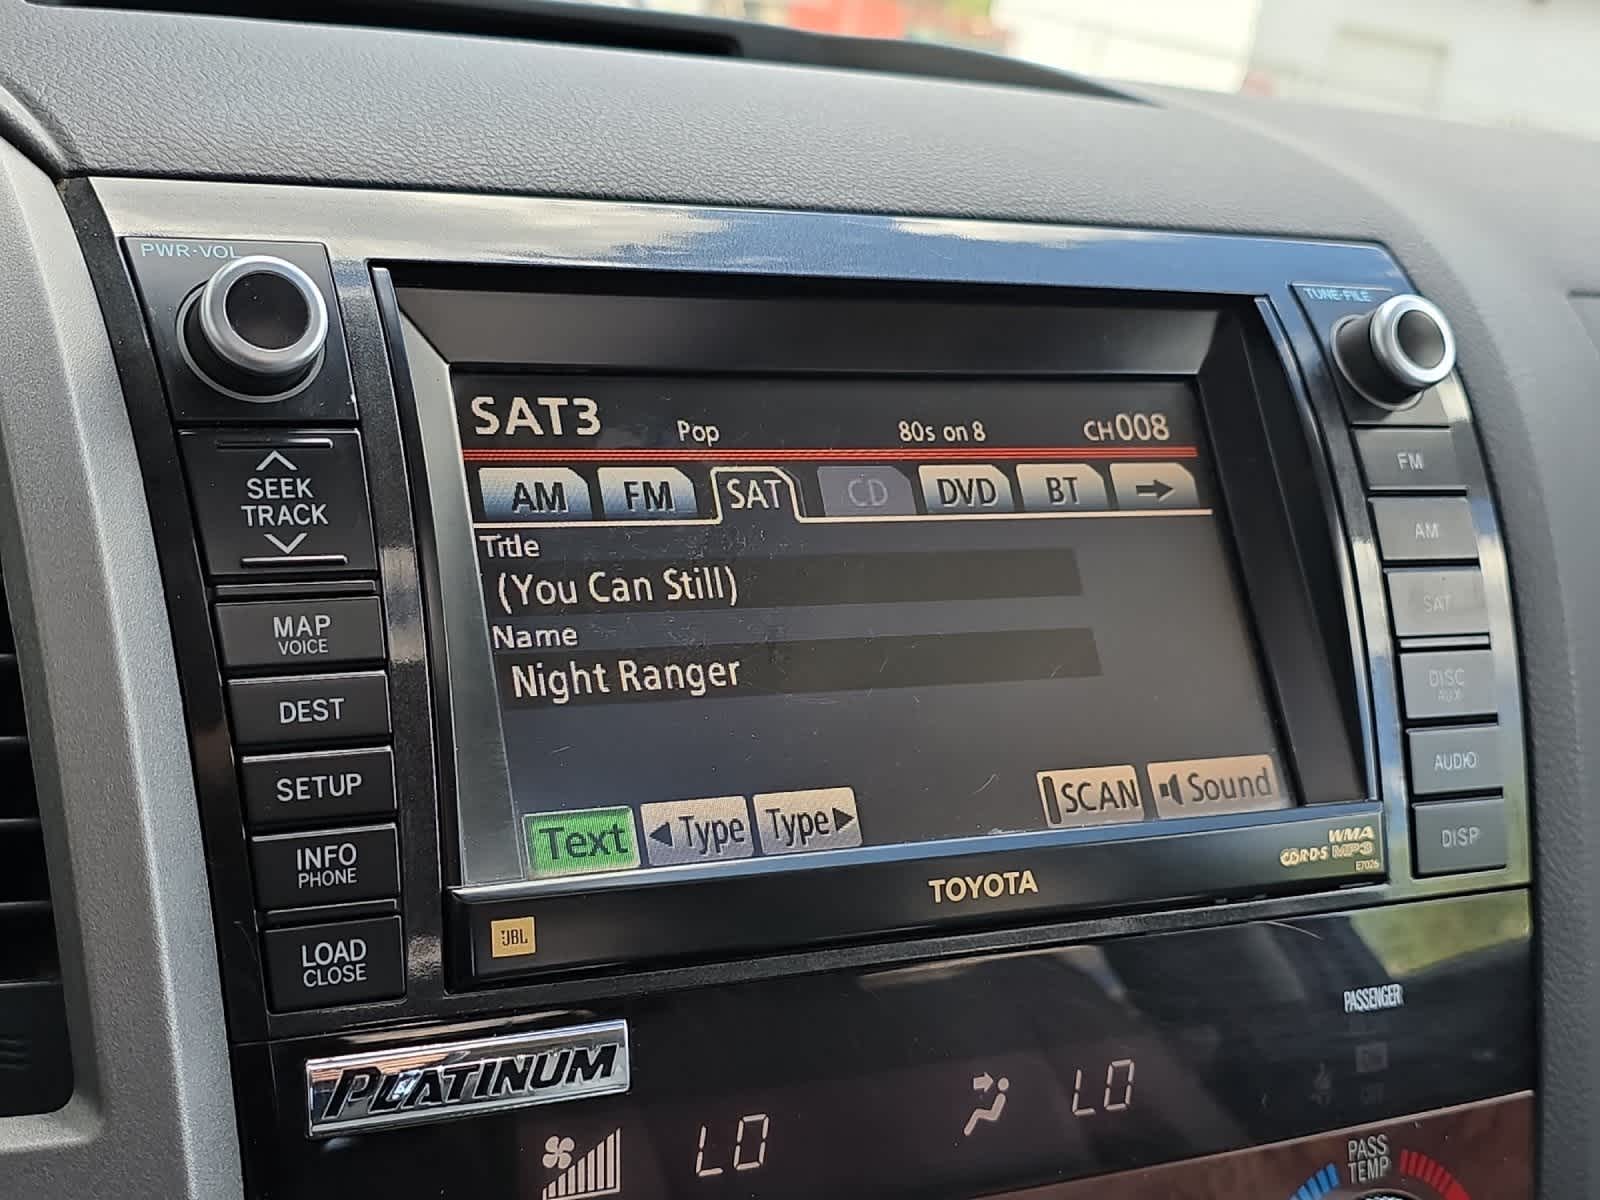 PWR·VOL
TUNE·FILE
SEEK
TRACK
MAP
VOICE
DEST
SETUP
INFO
PHONE
LOAD
CLOSE
SAT3 Pop 80s on 8 CH008
AM FM SAT CD DVD BT
Title
(You Can Still)
Name
Night Ranger
Text Type Type SCAN Sound
FM
AM
SAT
DISC
AUX
AUDIO
DISP
JBL
TOYOTA
WMA
MP3
E7026
PLATINUM
PASSENGER
LO
LO
PASS
TEMP